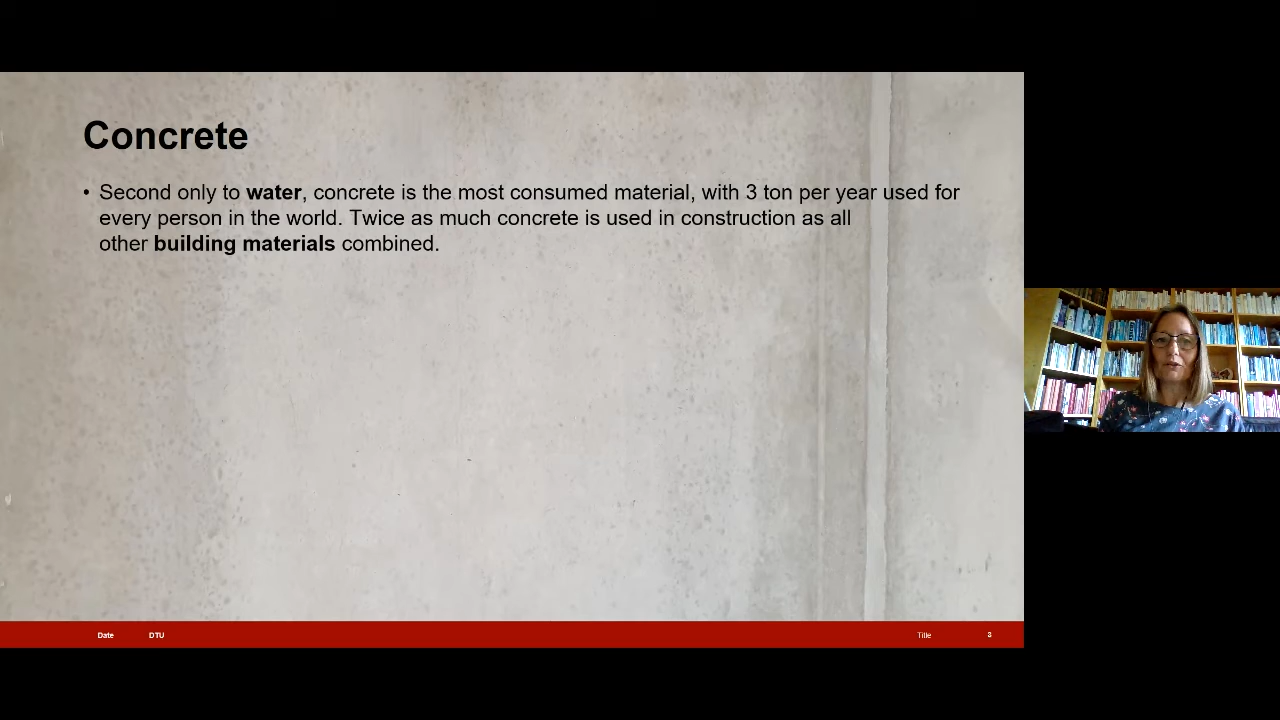 Concrete
• Second only to water, concrete is the most consumed material, with 3 ton per year used for
every person in the world. Twice as much concrete is used in construction as all
other building materials combined.
Date DTU Title 3